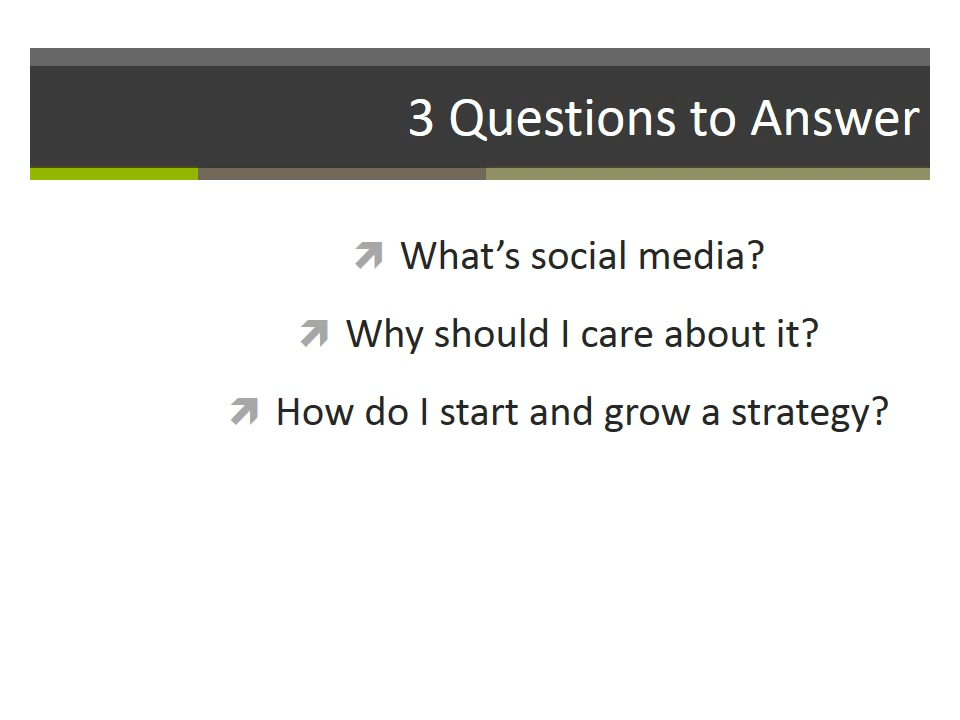 3 Questions to Answer
What’s social media?
Why should I care about it?
How do I start and grow a strategy?